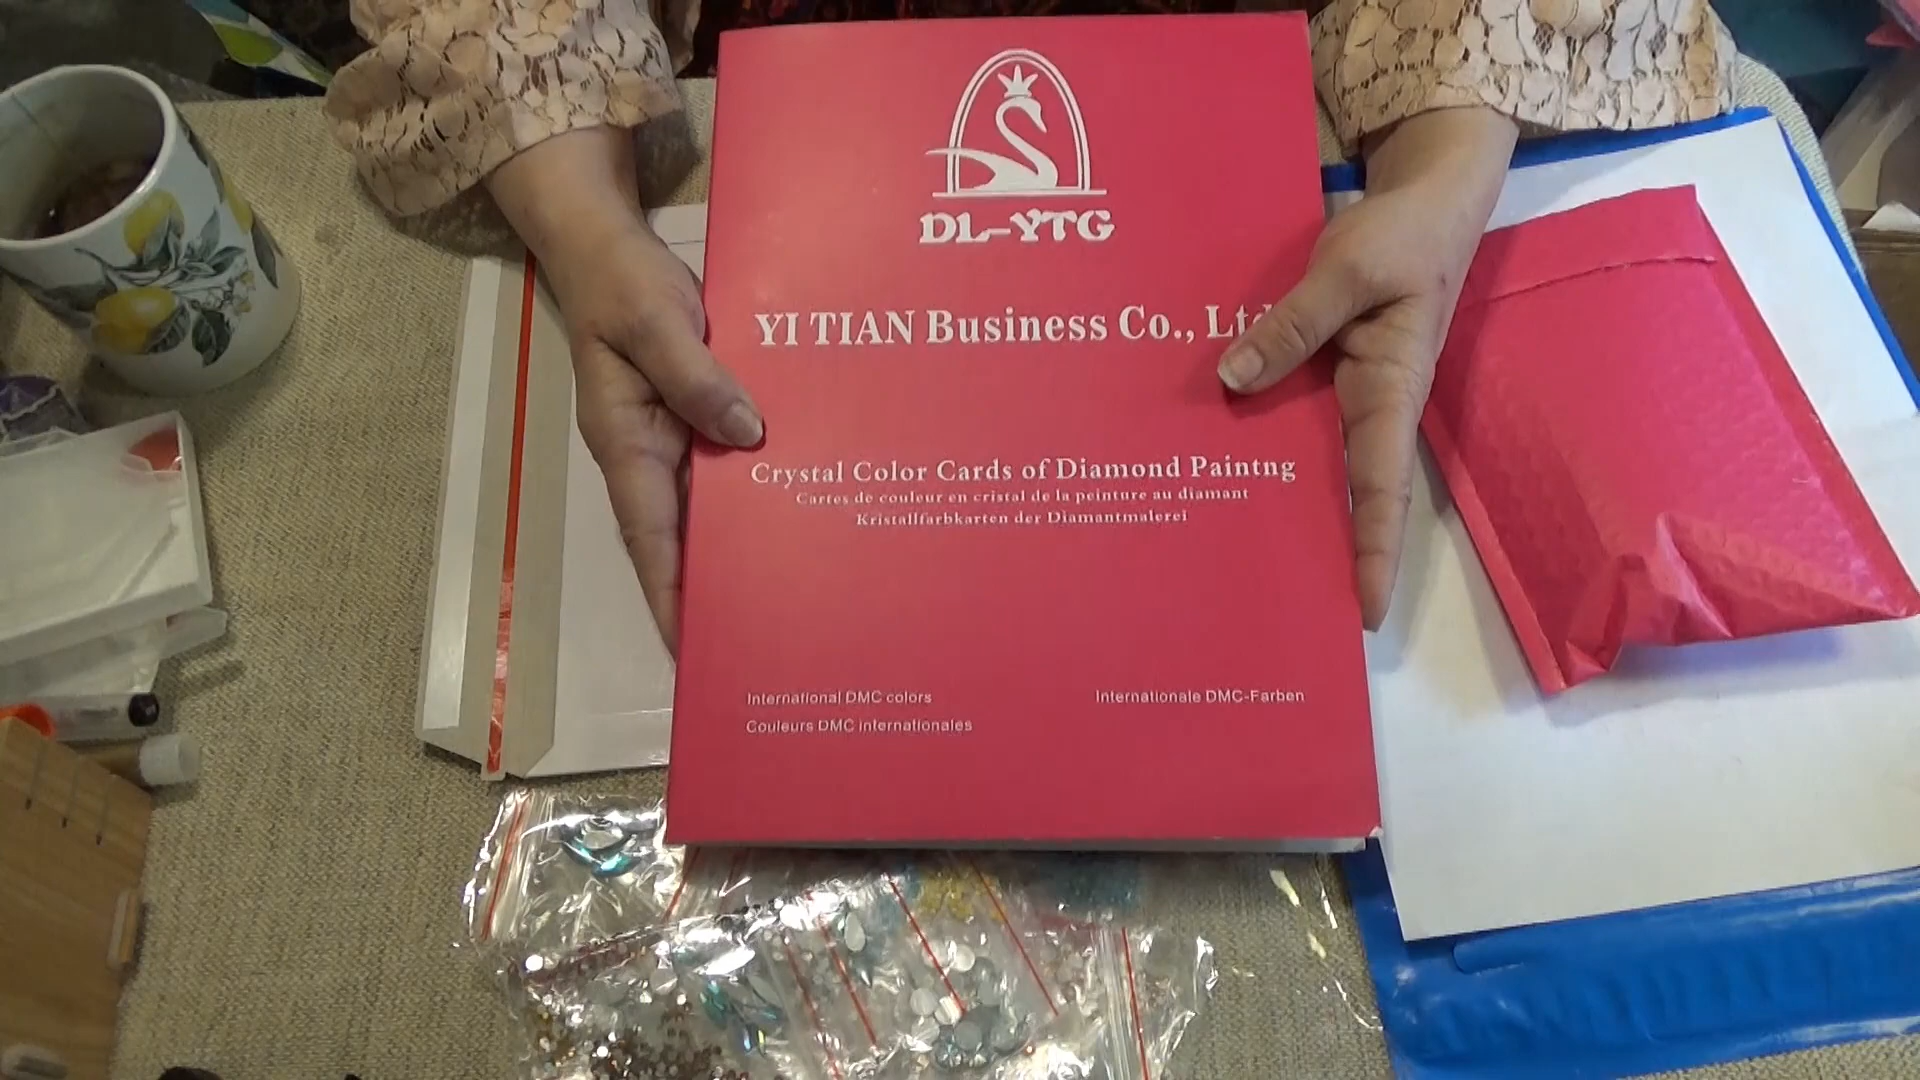 DL-YTG
YI TIAN Business Co., Ltd
Crystal Color Cards of Diamond Paintng
Cartes de couleur en cristal de la peinture au diamant
Kristallfarbkarten der Diamantmalerei
International DMC colors
Internationale DMC-Farben
Couleurs DMC internationales